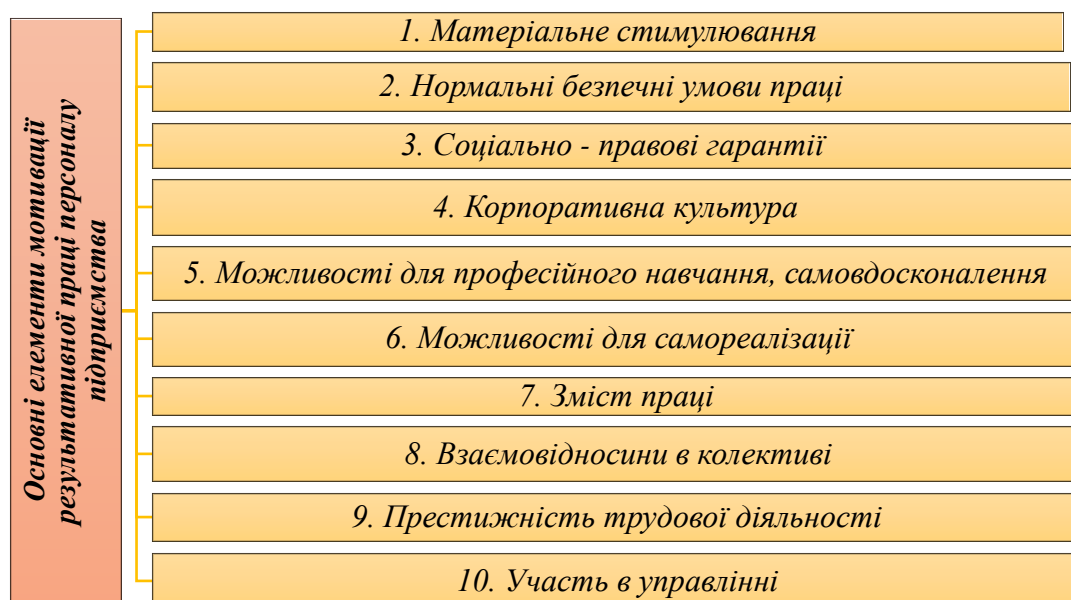 Основні елементи мотивації
результативної праці персоналу
підприємства
1. Матеріальне стимулювання
2. Нормальні безпечні умови праці
3. Соціально - правові гарантії
4. Корпоративна культура
5. Можливості для професійного навчання, самовдосконалення
6. Можливості для самореалізації
7. Зміст праці
8. Взаємовідносини в колективі
9. Престижність трудової діяльності
10. Участь в управлінні